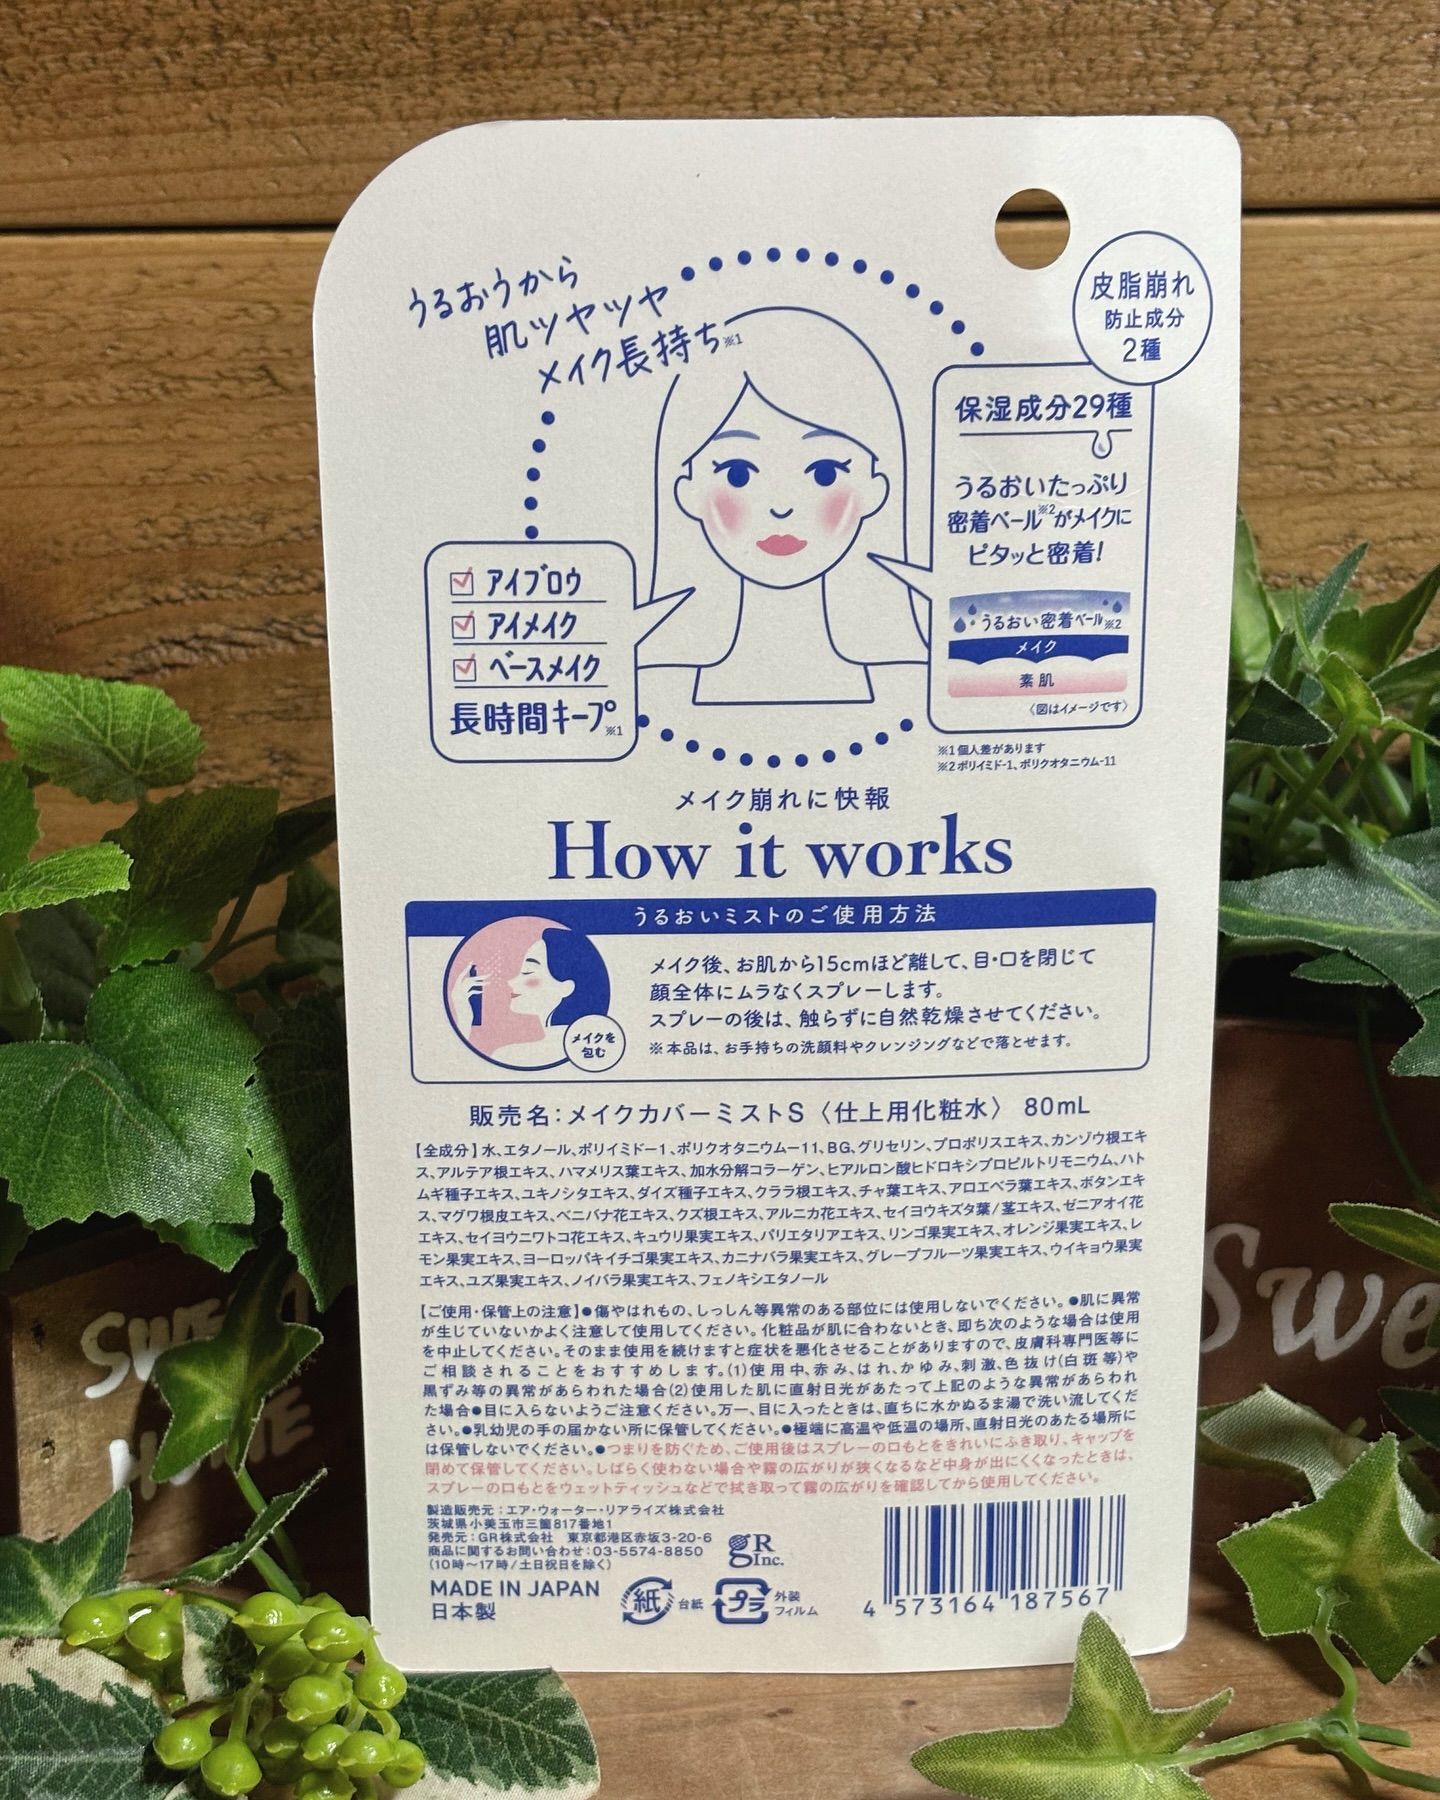 うるおうから
肌ツヤツヤ
メイク長持ち※1
皮脂崩れ
防止成分
2種
保湿成分29種
うるおいたっぷり
密着ベール※2がメイクに
ピタッと密着!
うるおい密着ベール※2
メイク
素肌
〈図はイメージです〉
アイブロウ
アイメイク
ベースメイク
長時間キープ※1
※1 個人差があります
※2 ポリイミド-1、ポリクオタニウム-11
メイク崩れに快報
How it works
うるおいミストのご使用方法
メイク後、お肌から15cmほど離して、目・口を閉じて
顔全体にムラなくスプレーします。
スプレーの後は、触らずに自然乾燥させてください。
※本品は、お手持ちの洗顔料やクレンジングなどで落とせます。
メイクを
包む
販売名:メイクカバーミストS〈仕上用化粧水〉 80mL
【全成分】水、エタノール、ポリイミド-1、ポリクオタニウム-11、BG、グリセリン、プロポリスエキス、カンゾウ根エキ
ス、アルテア根エキス、ハマメリス葉エキス、加水分解コラーゲン、ヒアルロン酸ヒドロキシプロピルトリモニウム、ハト
ムギ種子エキス、ユキノシタエキス、ダイズ種子エキス、クララ根エキス、チャ葉エキス、アロエベラ葉エキス、ボタンエキ
ス、マグワ根皮エキス、ベニバナ花エキス、クズ根エキス、アルニカ花エキス、セイヨウキズタ葉/茎エキス、ゼニアオイ花
エキス、セイヨウニワトコ花エキス、キュウリ果実エキス、パリエタリアエキス、リンゴ果実エキス、オレンジ果実エキス、レ
モン果実エキス、ヨーロッパキイチゴ果実エキス、カニナバラ果実エキス、グレープフルーツ果実エキス、ウイキョウ果実
エキス、ユズ果実エキス、ノイバラ果実エキス、フェノキシエタノール
【ご使用・保管上の注意】●傷やはれもの、しっしん等異常のある部位には使用しないでください。●肌に異常
が生じていないかよく注意して使用してください。化粧品が肌に合わないとき、即ち次のような場合は使用
を中止してください。そのまま使用を続けますと症状を悪化させることがありますので、皮膚科専門医等に
ご相談されることをおすすめします。(1)使用中、赤み、はれ、かゆみ、刺激、色抜け(白斑等)や
黒ずみ等の異常があらわれた場合(2)使用した肌に直射日光があたって上記のような異常があらわれ
た場合●目に入らないようご注意ください。万一、目に入ったときは、直ちに水かぬるま湯で洗い流してくだ
さい。●乳幼児の手の届かない所に保管してください。●極端に高温や低温の場所、直射日光のあたる場所に
は保管しないでください。●つまりを防ぐため、ご使用後はスプレーの口もとをきれいにふき取り、キャップを
閉めて保管してください。しばらく使わない場合や霧の広がりが狭くなるなど中身が出にくくなったときは、
スプレーの口もとをウェットティッシュなどで拭き取って霧の広がりを確認してから使用してください。
製造販売元:エア・ウォーター・リアライズ株式会社
茨城県小美玉市三箇817番地1
発売元:GR株式会社 東京都港区赤坂3-20-6
商品に関するお問い合わせ:03-5574-8850
(10時〜17時/土日祝日を除く)
gR
Inc.
MADE IN JAPAN
日本製
紙
台紙
プラ
外装
フィルム
4 573164 187567
HOME
Swe